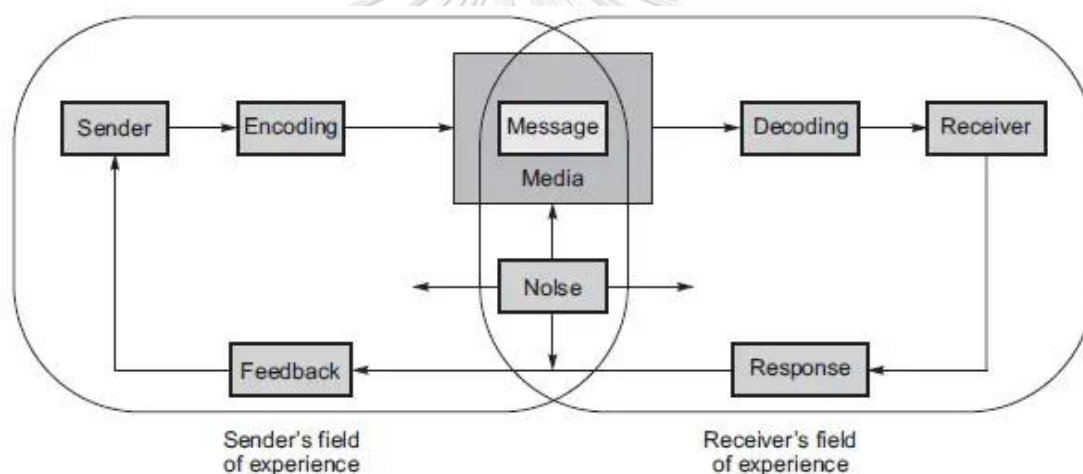 Sender
Encoding
Message
Media
Decoding
Receiver
Nolse
Feedback
Response
Sender's field
of experience
Receiver's field
of experience